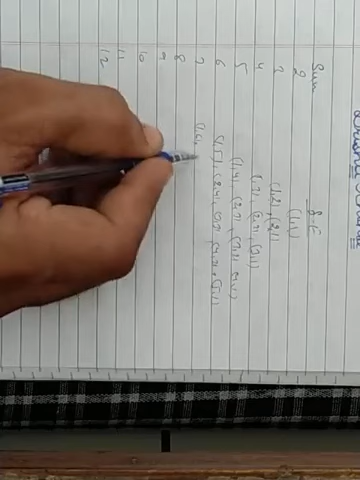 Sum S.F
2 (1,1)
3 (1,2), (2,1)
4 (1,3), (2,2), (3,1)
5 (1,4), (2,3), (3,2), (4,1)
6 (1,5), (2,4), (3,3), (4,2), (5,1)
7 (1,6,
8
9
10
11
12